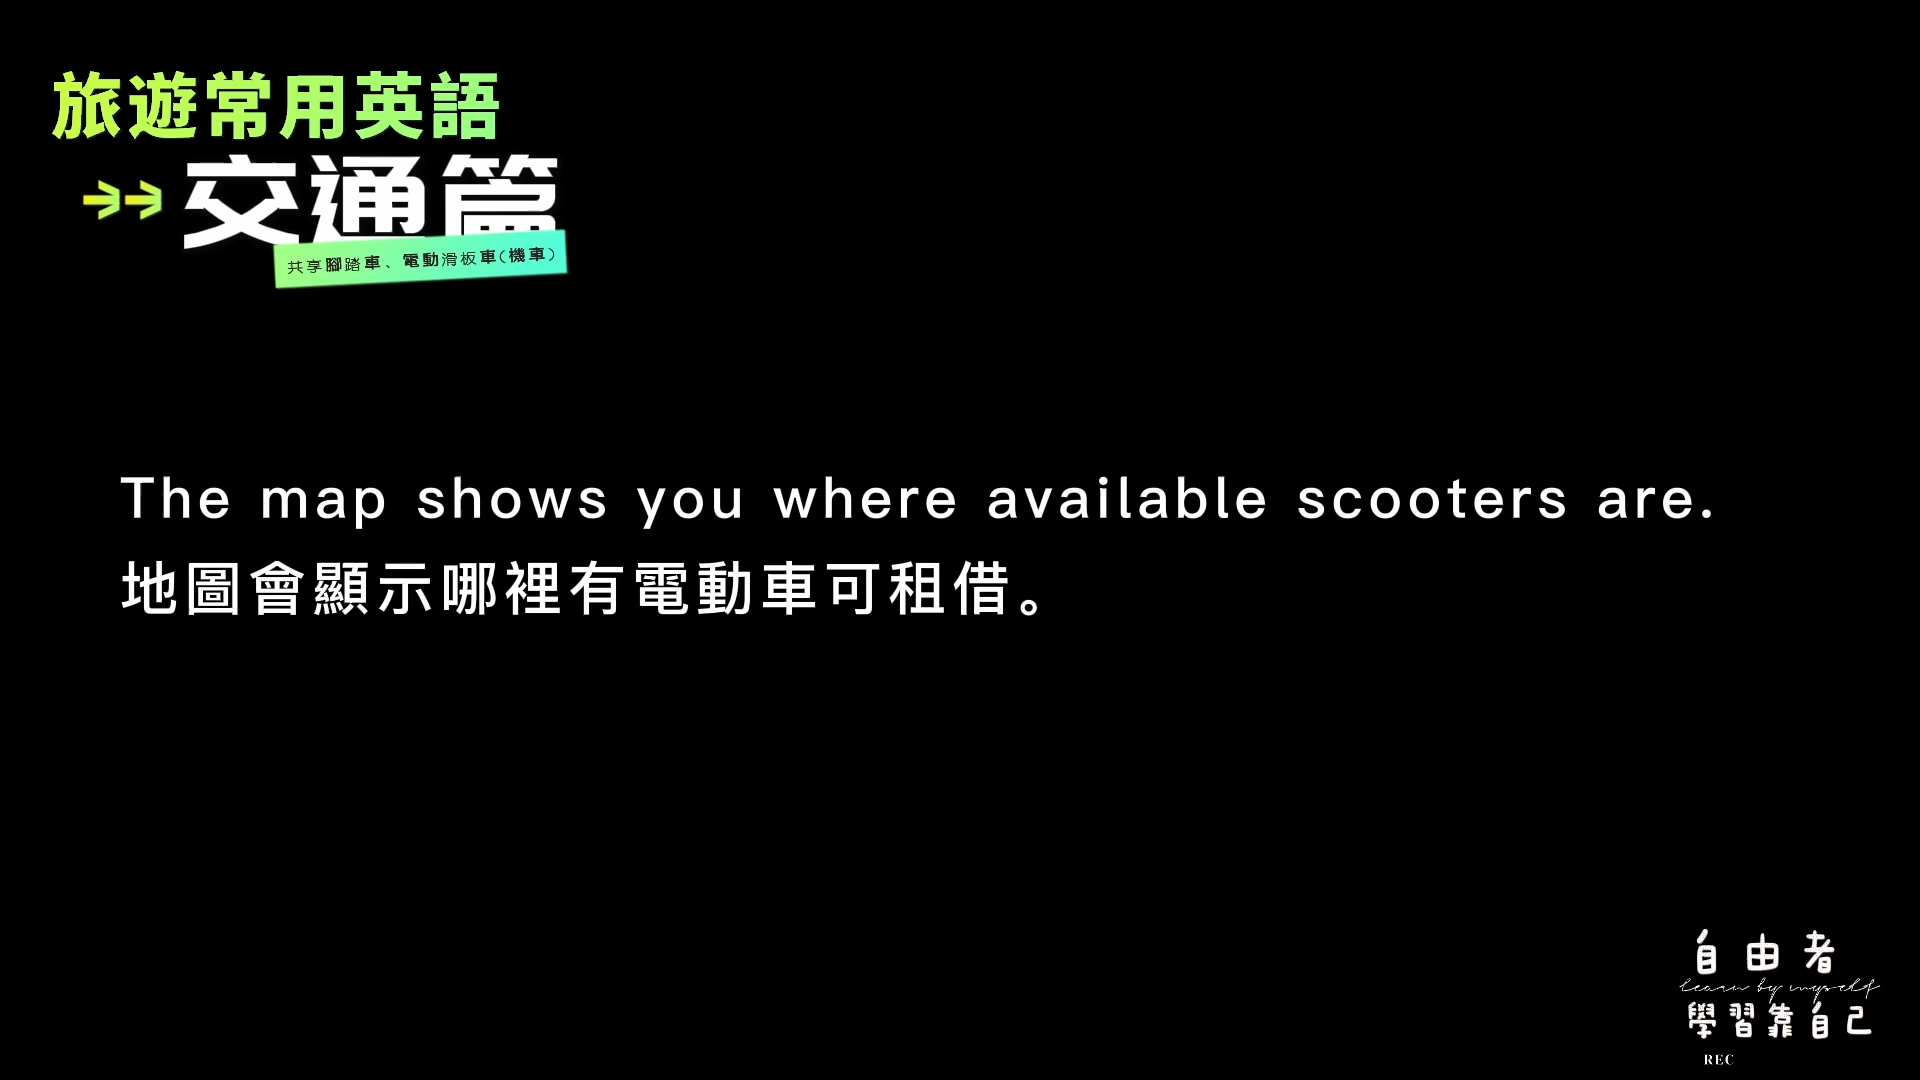 旅遊常用英語
交通篇
共享腳踏車、電動滑板車(機車)
The map shows you where available scooters are.
地圖會顯示哪裡有電動車可租借。
自由者
learn by myself
學習靠自己
REC